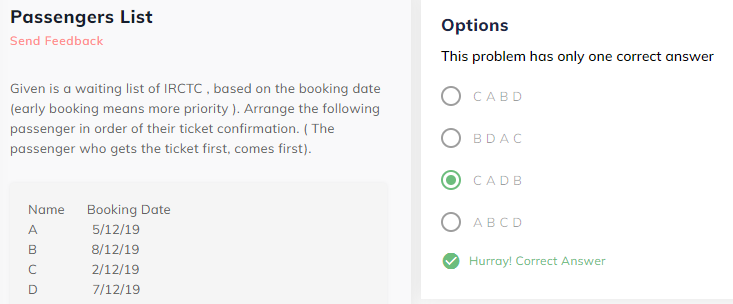 Passengers List
Send Feedback
Given is a waiting list of IRCTC , based on the booking date
(early booking means more priority ). Arrange the following
passenger in order of their ticket confirmation. ( The
passenger who gets the ticket first, comes first).
Name Booking Date
A 5/12/19
B 8/12/19
C 2/12/19
D 7/12/19
Options
This problem has only one correct answer
C A B D
B D A C
C A D B
A B C D
Hurray! Correct Answer